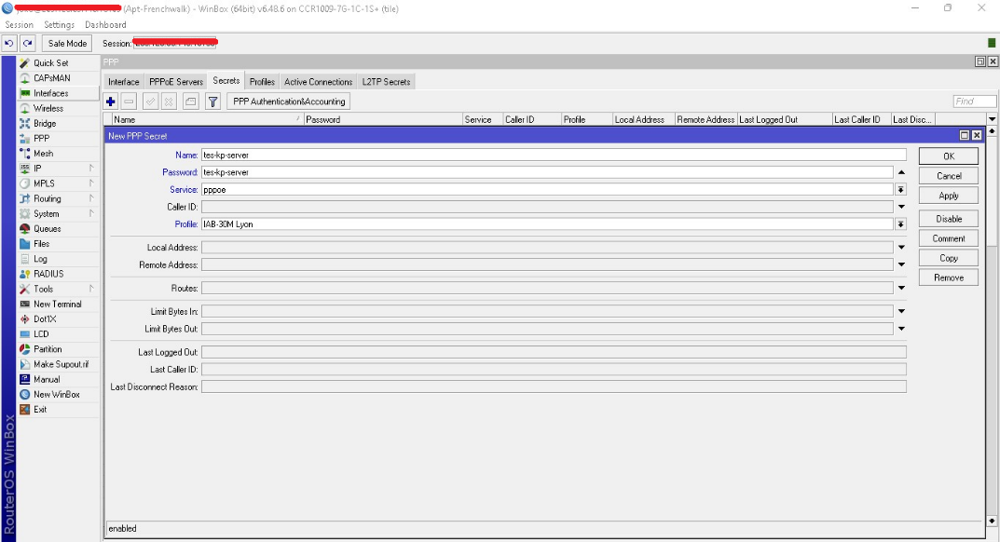 (Apt-Frenchwalk) - WinBox (64bit) v6.48.6 on CCR1009-7G-1C-1S+ (tile)
Session Settings Dashboard
Safe Mode Session:
Quick Set
CAPsMAN
Interfaces
Wireless
Bridge
PPP
Mesh
IP
MPLS
Routing
System
Queues
Files
Log
RADIUS
Tools
New Terminal
Dot1X
LCD
Partition
Make Supout.rif
Manual
New WinBox
Exit
RouterOS WinBox
PPP
Interface PPPoE Servers Secrets Profiles Active Connections L2TP Secrets
PPP Authentication&Accounting Find
Name Password Service Caller ID Profile Local Address Remote Address Last Logged Out Last Caller ID Last Disc...
New PPP Secret
Name: tes-kp-server
Password: tes-kp-server
Service: pppoe
Caller ID:
Profile: IAB-30M Lyon
Local Address:
Remote Address:
Routes:
Limit Bytes In:
Limit Bytes Out:
Last Logged Out:
Last Caller ID:
Last Disconnect Reason:
OK
Cancel
Apply
Disable
Comment
Copy
Remove
enabled